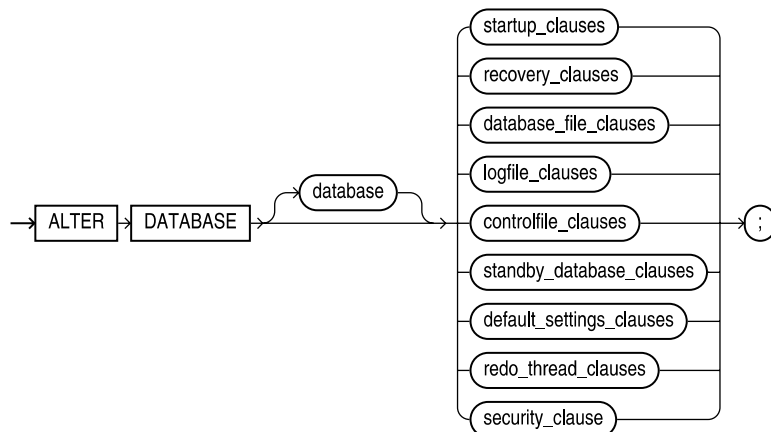 startup_clauses
recovery_clauses
database_file_clauses
logfile_clauses
database
ALTER DATABASE controlfile_clauses ;
standby_database_clauses
default_settings_clauses
redo_thread_clauses
security_clause